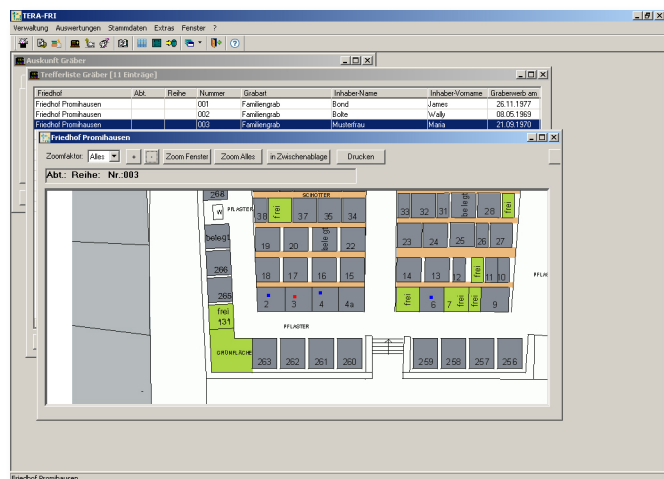 TERA-FRI
Verwaltung Auswertungen Stammdaten Extras Fenster ?
Auskunft Gräber
Trefferliste Gräber [11 Einträge]
Friedhof Abt. Reihe Nummer Grabart Inhaber-Name Inhaber-Vorname Graberwerb am
Friedhof Promihausen 001 Familiengrab Bond James 26.11.1977
Friedhof Promihausen 002 Familiengrab Bolte Wally 08.05.1969
Friedhof Promihausen 003 Familiengrab Musterfrau Maria 21.09.1970
Friedhof Promihausen
Zoomfaktor: Alles + - Zoom Fenster Zoom Alles in Zwischenablage Drucken
Abt.: Reihe: Nr.:003
268 SCHOTTER
W PFLASTER 38 frei 37 35 34 33 32 31 belegt 28 frei
belegt 19 20 belegt 22 23 24 25 26 27
266 18 17 16 15 14 13 12 frei 11 10 PFLAS
265 2 3 4 4a frei 6 7 frei frei 9
frei
131 PFLASTER
GRÜNFLÄCHE 263 262 261 260 259 258 257 256
Friedhof Promihausen